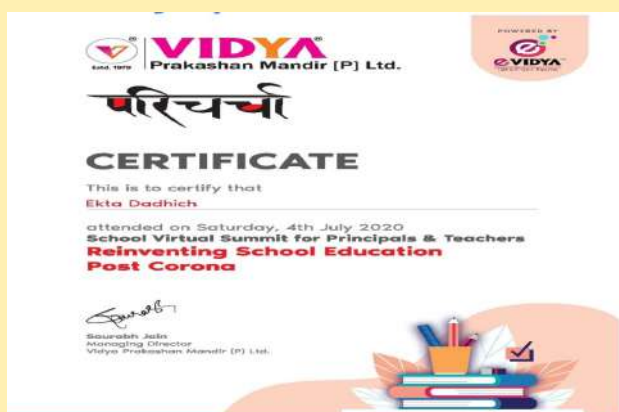 VIDYA
Prakashan Mandir [P] Ltd.
Estd. 1979
POWERED BY
eVIDYA
परिचर्चा
CERTIFICATE
This is to certify that
Ekta Dadhich
attended on Saturday, 4th July 2020
School Virtual Summit for Principals & Teachers
Reinventing School Education
Post Corona
Saurabh Jain
Managing Director
Vidya Prakashan Mandir (P) Ltd.